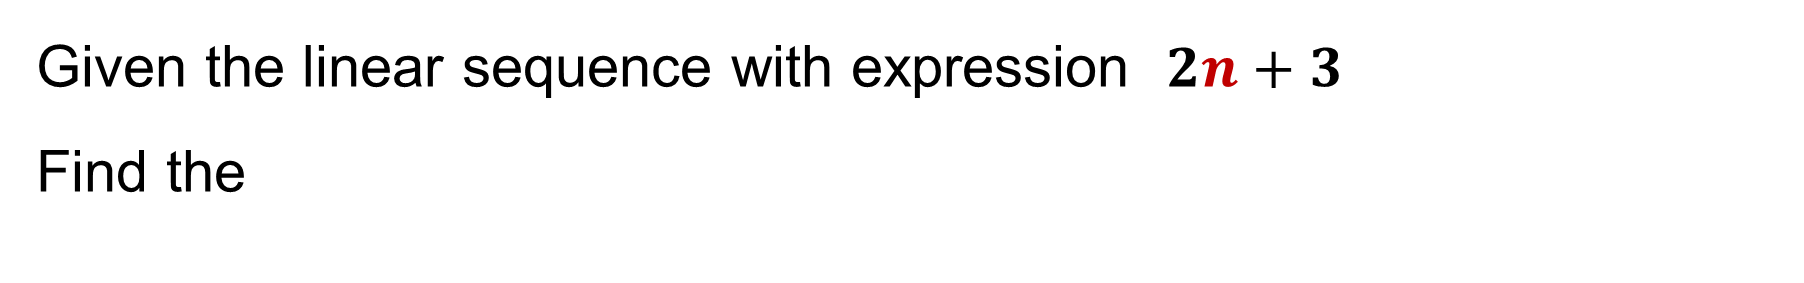 Given the linear sequence with expression 2n + 3
Find the